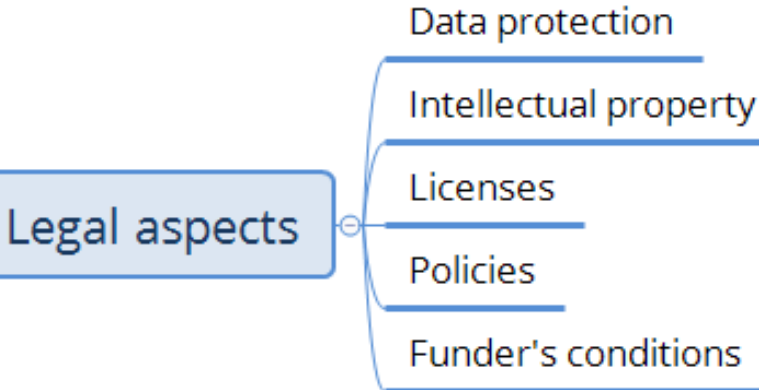 Data protection
Intellectual property
Licenses
Legal aspects
Policies
Funder's conditions